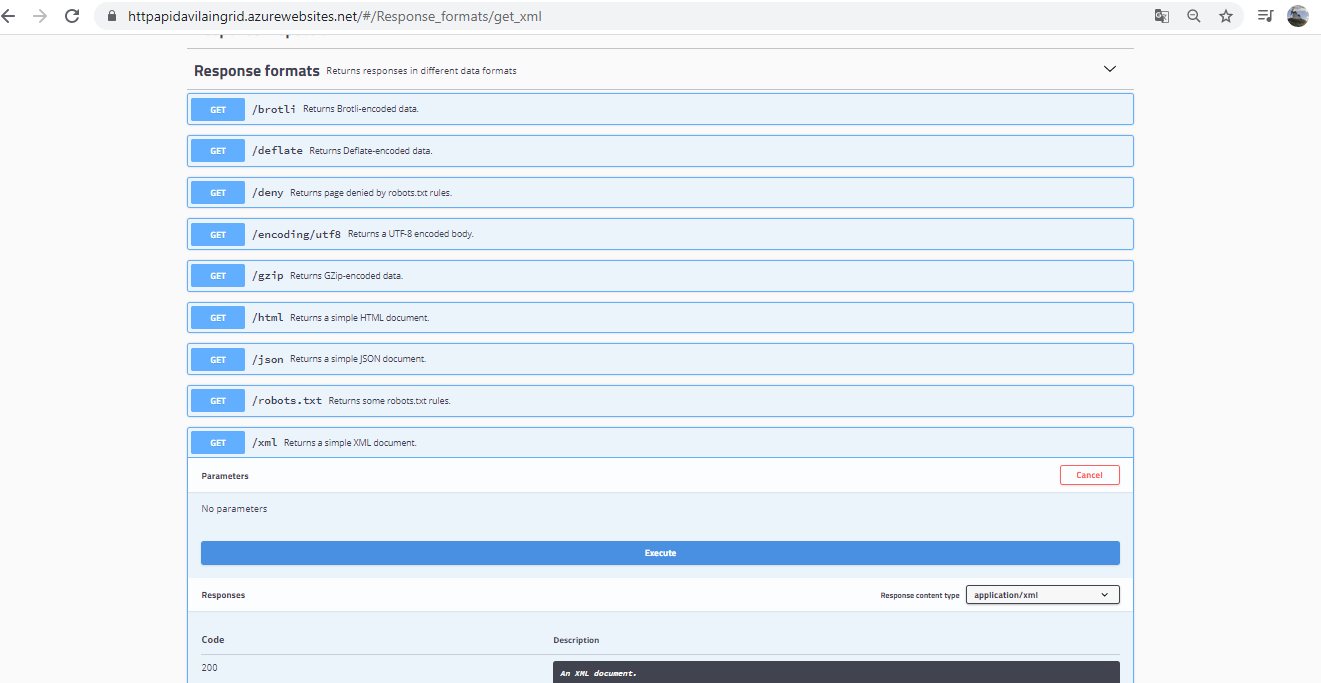 httpapidavilaingrid.azurewebsites.net/#/Response_formats/get_xml
Response formats Returns responses in different data formats
GET /brotli Returns Brotli-encoded data.
GET /deflate Returns Deflate-encoded data.
GET /deny Returns page denied by robots.txt rules.
GET /encoding/utf8 Returns a UTF-8 encoded body.
GET /gzip Returns GZip-encoded data.
GET /html Returns a simple HTML document.
GET /json Returns a simple JSON document.
GET /robots.txt Returns some robots.txt rules.
GET /xml Returns a simple XML document.
Parameters Cancel
No parameters
Execute
Responses Response content type application/xml
Code Description
200 An XML document.